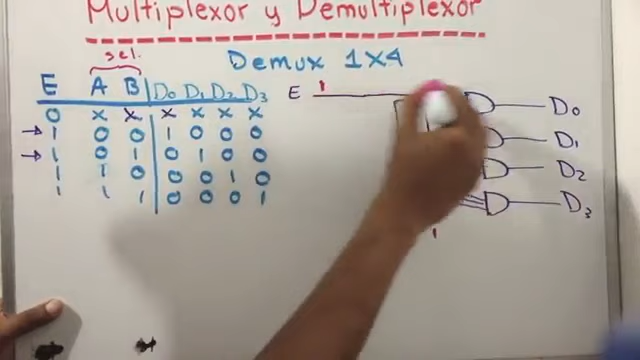 Multiplexor y Demultiplexor
sel.
Demux 1X4
E A B D0 D1 D2 D3
0 x x x x x x
→ 1 0 0 1 0 0 0
→ 1 0 1 0 1 0 0
1 1 0 0 0 1 0
1 1 1 0 0 0 1
E 1
D0
D1
D2
D3
1